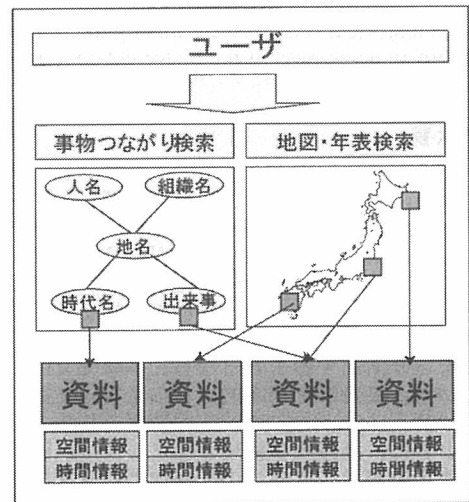 ユーザ
事物つながり検索
地図・年表検索
人名
組織名
地名
時代名
出来事
資料
資料
資料
資料
空間情報
時間情報
空間情報
時間情報
空間情報
時間情報
空間情報
時間情報